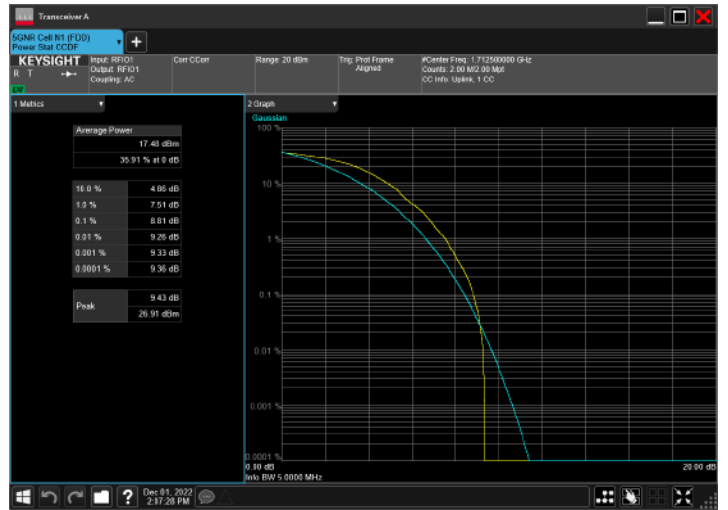 Transceiver A
5GNR Cell N1 (FDD)
Power Stat CCDF
KEYSIGHT
R T
Input: RFIO1
Output: RFIO1
Coupling: AC
Corr CCorr
Range: 20 dBm
Trig: Prot Frame
Aligned
#Center Freq: 1.712500000 GHz
Counts: 2.00 M/2.00 Mpt
CC Info: Uplink, 1 CC
1 Metrics
Average Power
17.48 dBm
35.91 % at 0 dB
10.0 % 4.86 dB
1.0 % 7.51 dB
0.1 % 8.81 dB
0.01 % 9.26 dB
0.001 % 9.33 dB
0.0001 % 9.36 dB
Peak
9.43 dB
26.91 dBm
2 Graph
Gaussian
100 %
10 %
1 %
0.1 %
0.01 %
0.001 %
0.0001 %
20.00 dB
Info BW 5.0000 MHz
Dec 01, 2022
2:17:28 PM